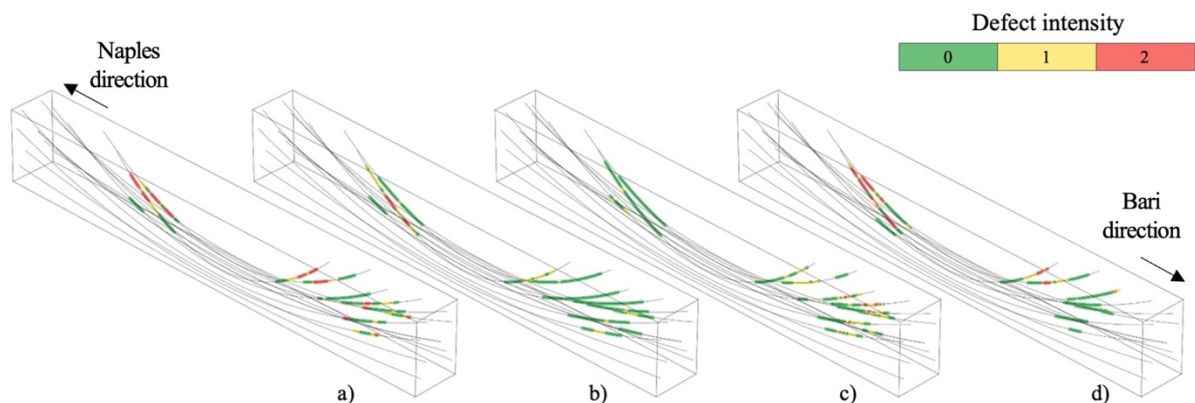 Defect intensity
0 1 2
Naples
direction
Bari
direction
a) b) c) d)